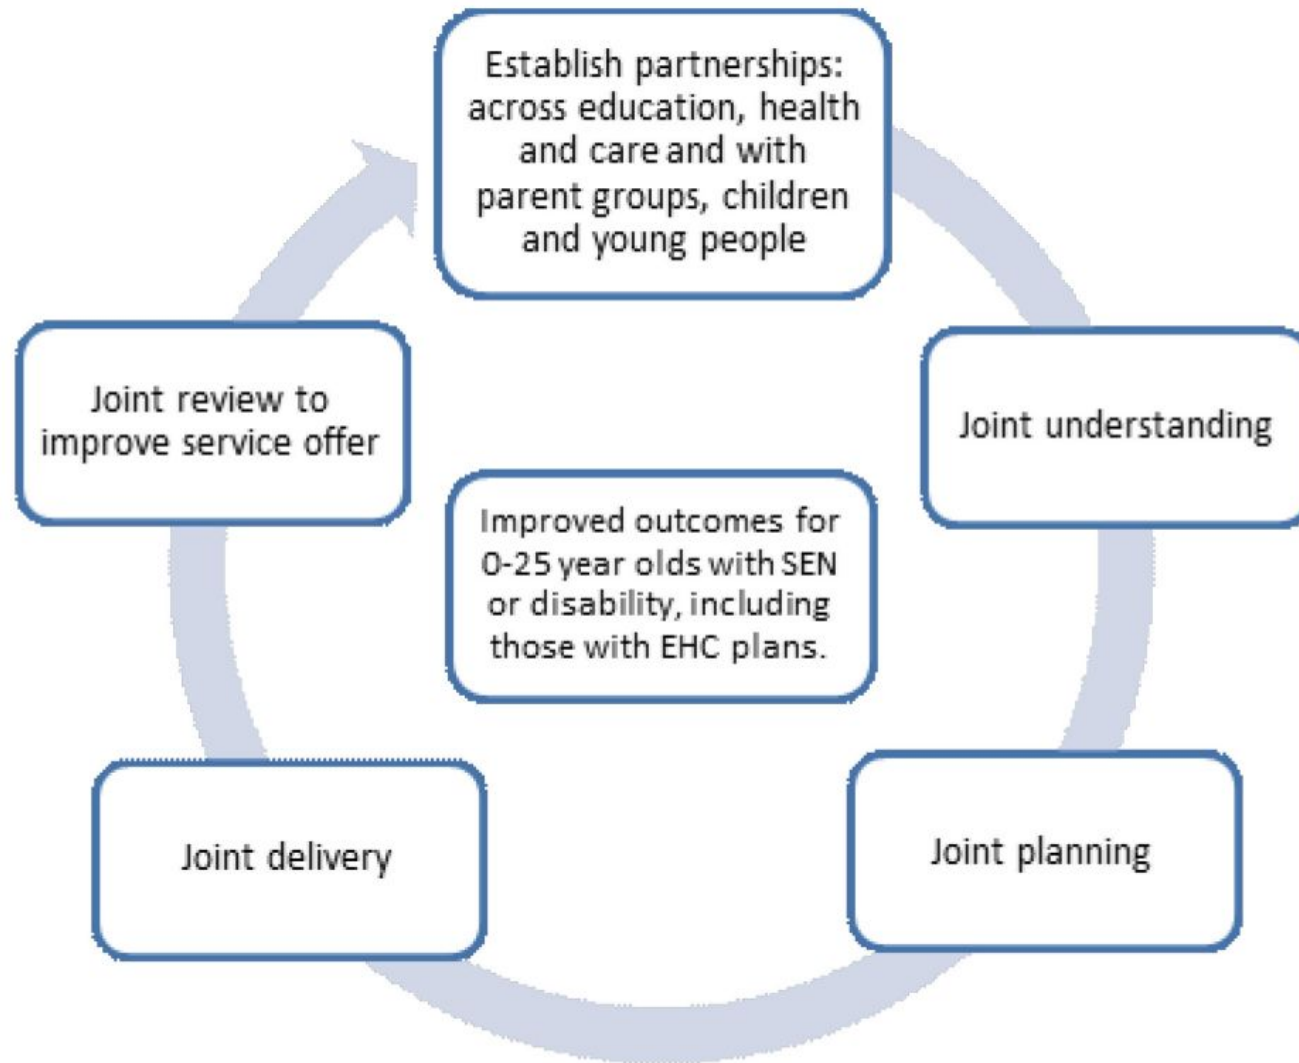 Establish partnerships:
across education, health
and care and with
parent groups, children
and young people
Joint understanding
Joint planning
Joint delivery
Joint review to
improve service offer
Improved outcomes for
0-25 year olds with SEN
or disability, including
those with EHC plans.